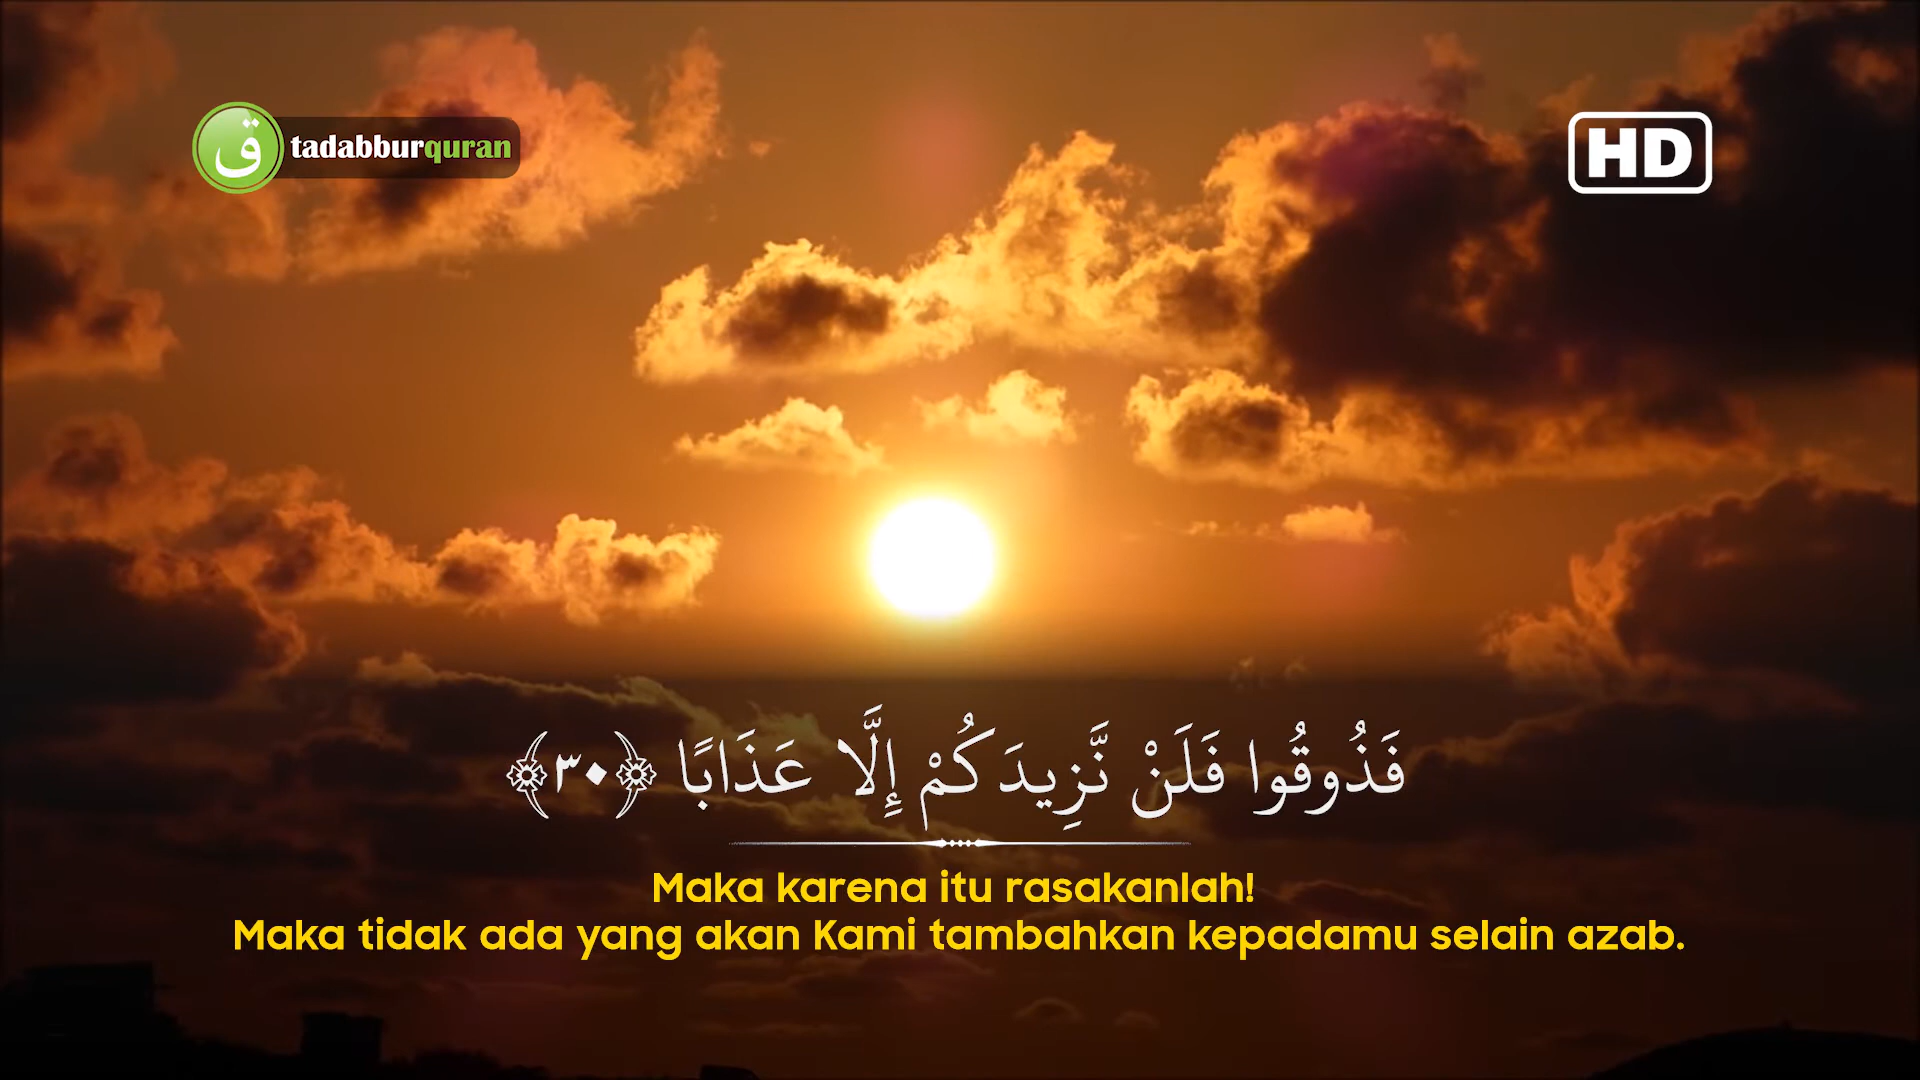 ق
tadabburquran
HD
فَذُوقُوا فَلَنْ نَّزِيدَكُمْ إِلَّا عَذَابًا ﴿٣٠﴾
Maka karena itu rasakanlah!
Maka tidak ada yang akan Kami tambahkan kepadamu selain azab.